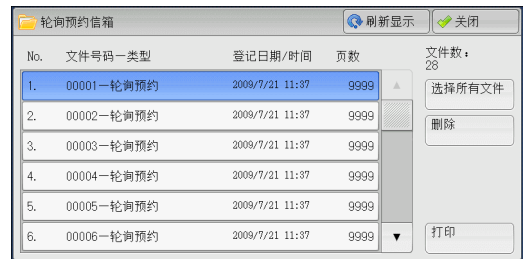 轮询预约信箱 刷新显示 关闭
No. 文件号码—类型 登记日期/时间 页数 文件数：
28
1. 00001—轮询预约 2009/7/21 11:37 9999 选择所有文件
2. 00002—轮询预约 2009/7/21 11:37 9999 删除
3. 00003—轮询预约 2009/7/21 11:37 9999
4. 00004—轮询预约 2009/7/21 11:37 9999
5. 00005—轮询预约 2009/7/21 11:37 9999
6. 00006—轮询预约 2009/7/21 11:37 9999 打印